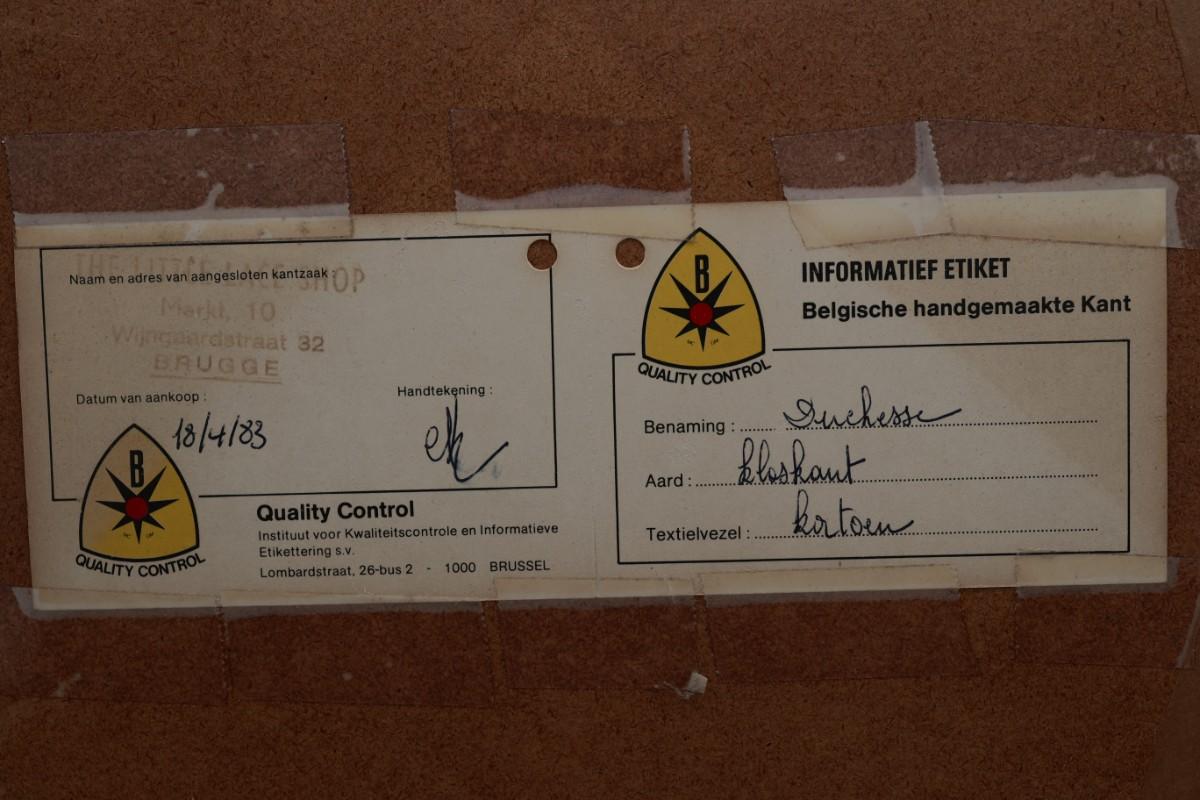 Naam en adres van aangesloten kantzaak :
THE LITTLE LACE SHOP
Markt, 10
Wijngaardstraat 32
BRUGGE
Datum van aankoop :
18/4/83
Handtekening :
B
QUALITY CONTROL
Quality Control
Instituut voor Kwaliteitscontrole en Informatieve
Etikettering s.v.
Lombardstraat, 26-bus 2 - 1000 BRUSSEL
B
QUALITY CONTROL
INFORMATIEF ETIKET
Belgische handgemaakte Kant
Benaming : Duchesse
Aard : kloskant
Textielvezel : katoen